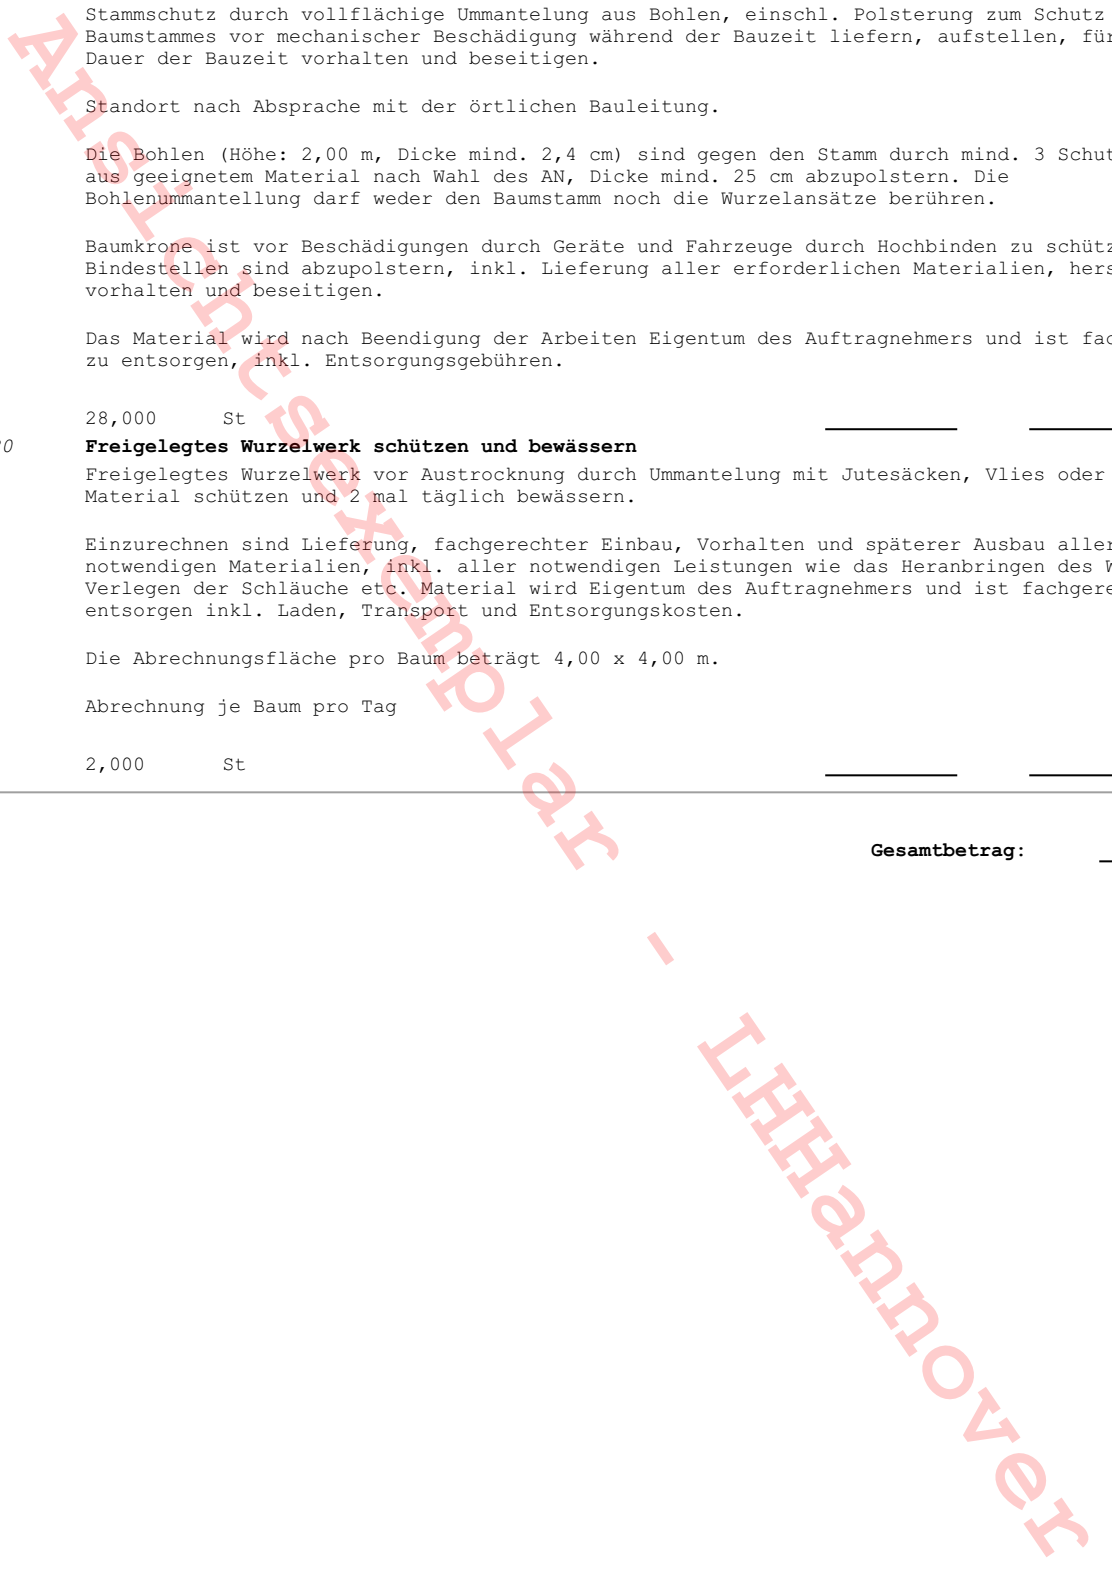 Stammschutz durch vollflächige Ummantelung aus Bohlen, einschl. Polsterung zum Schutz
Baumstammes vor mechanischer Beschädigung während der Bauzeit liefern, aufstellen, für
Dauer der Bauzeit vorhalten und beseitigen.
Standort nach Absprache mit der örtlichen Bauleitung.
Die Bohlen (Höhe: 2,00 m, Dicke mind. 2,4 cm) sind gegen den Stamm durch mind. 3 Schut
aus geeignetem Material nach Wahl des AN, Dicke mind. 25 cm abzupolstern. Die
Bohlenummantellung darf weder den Baumstamm noch die Wurzelansätze berühren.
Baumkrone ist vor Beschädigungen durch Geräte und Fahrzeuge durch Hochbinden zu schütz
Bindestellen sind abzupolstern, inkl. Lieferung aller erforderlichen Materialien, hers
vorhalten und beseitigen.
Das Material wird nach Beendigung der Arbeiten Eigentum des Auftragnehmers und ist fac
zu entsorgen, inkl. Entsorgungsgebühren.
28,000 St
0 Freigelegtes Wurzelwerk schützen und bewässern
Freigelegtes Wurzelwerk vor Austrocknung durch Ummantelung mit Jutesäcken, Vlies oder
Material schützen und 2 mal täglich bewässern.
Einzurechnen sind Lieferung, fachgerechter Einbau, Vorhalten und späterer Ausbau aller
notwendigen Materialien, inkl. aller notwendigen Leistungen wie das Heranbringen des W
Verlegen der Schläuche etc. Material wird Eigentum des Auftragnehmers und ist fachgere
entsorgen inkl. Laden, Transport und Entsorgungskosten.
Die Abrechnungsfläche pro Baum beträgt 4,00 x 4,00 m.
Abrechnung je Baum pro Tag
2,000 St
Gesamtbetrag:
Ansichtsexemplar - LHHannover